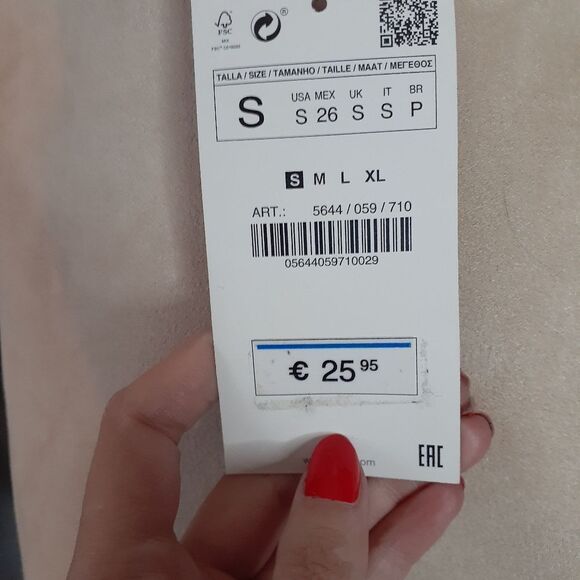 FSC
MIX
®
TALLA / SIZE / TAMANHO / TAILLE / MAAT / ΜΕΓΕΘΟΣ
S
USA MEX UK IT BR
S 26 S S P
S M L XL
ART.: 5644 / 059 / 710
05644059710029
€ 25 95
EAC